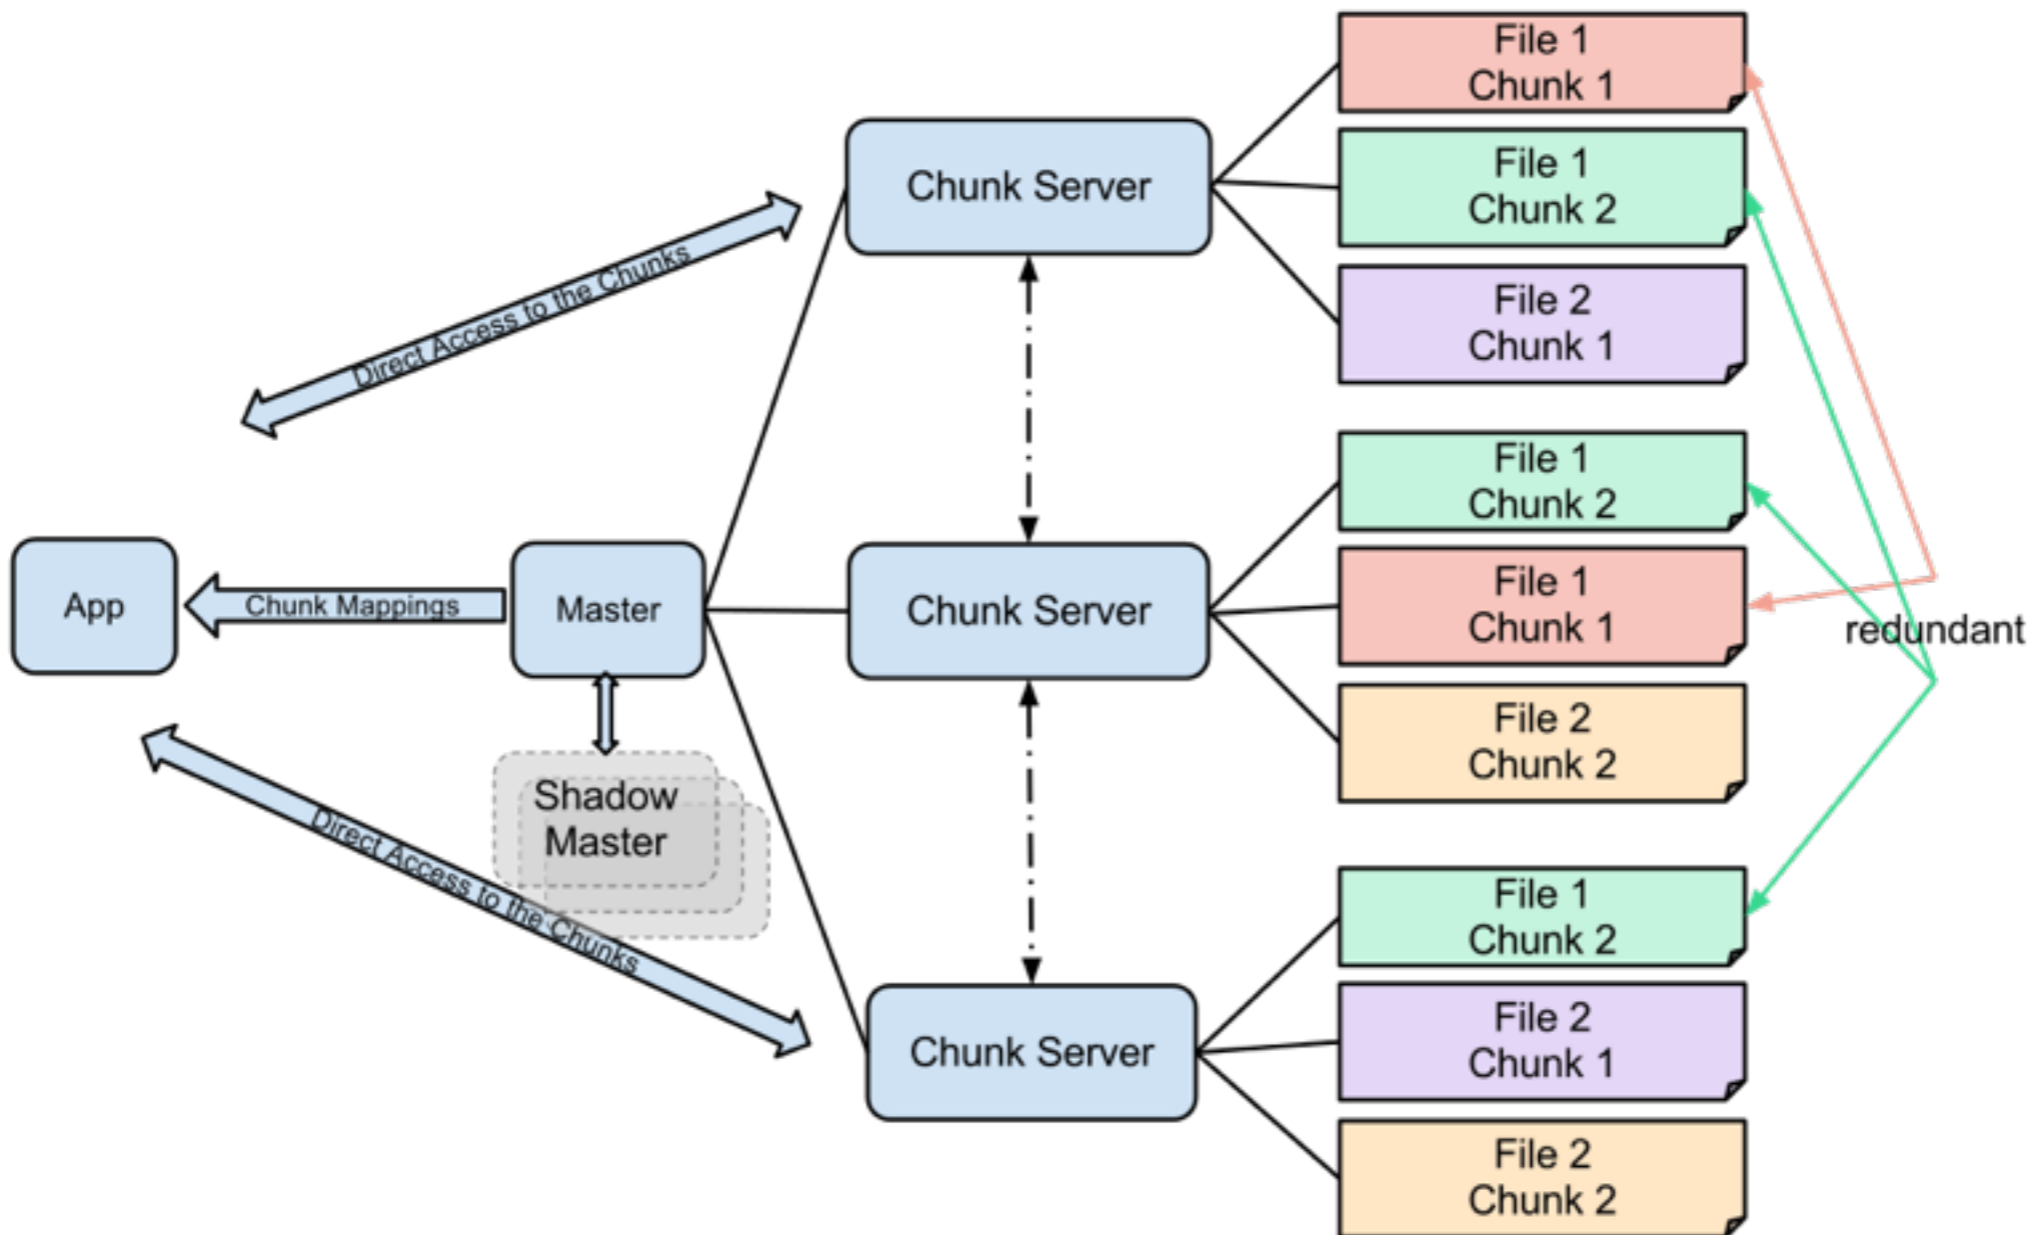 File 1
Chunk 1
File 1
Chunk 2
File 2
Chunk 1
Chunk Server
Direct Access to the Chunks
File 1
Chunk 2
File 1
Chunk 1
File 2
Chunk 2
redundant
App
Chunk Mappings
Master
Chunk Server
Shadow
Master
Direct Access to the Chunks
File 1
Chunk 2
File 2
Chunk 1
File 2
Chunk 2
Chunk Server